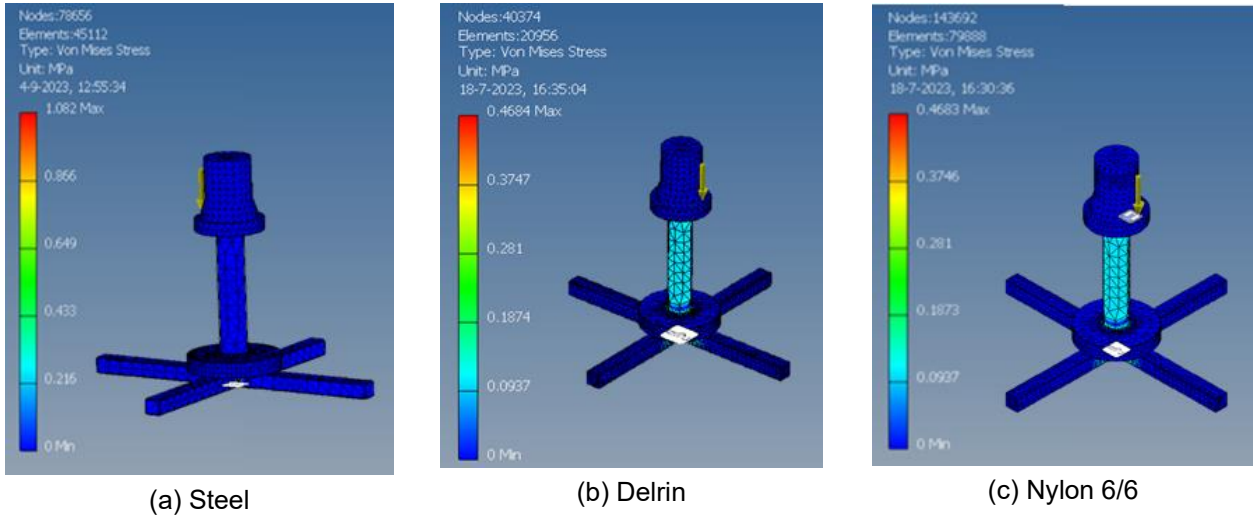 Nodes:78656
Elements:45112
Type: Von Mises Stress
Unit: MPa
4-9-2023, 12:55:34
1.082 Max
0.866
0.649
0.433
0.216
0 Min
(a) Steel
Nodes:40374
Elements:20956
Type: Von Mises Stress
Unit: MPa
18-7-2023, 16:35:04
0.4684 Max
0.3747
0.281
0.1874
0.0937
0 Min
(b) Delrin
Nodes:143692
Elements:79888
Type: Von Mises Stress
Unit: MPa
18-7-2023, 16:30:36
0.4683 Max
0.3746
0.281
0.1873
0.0937
0 Min
(c) Nylon 6/6